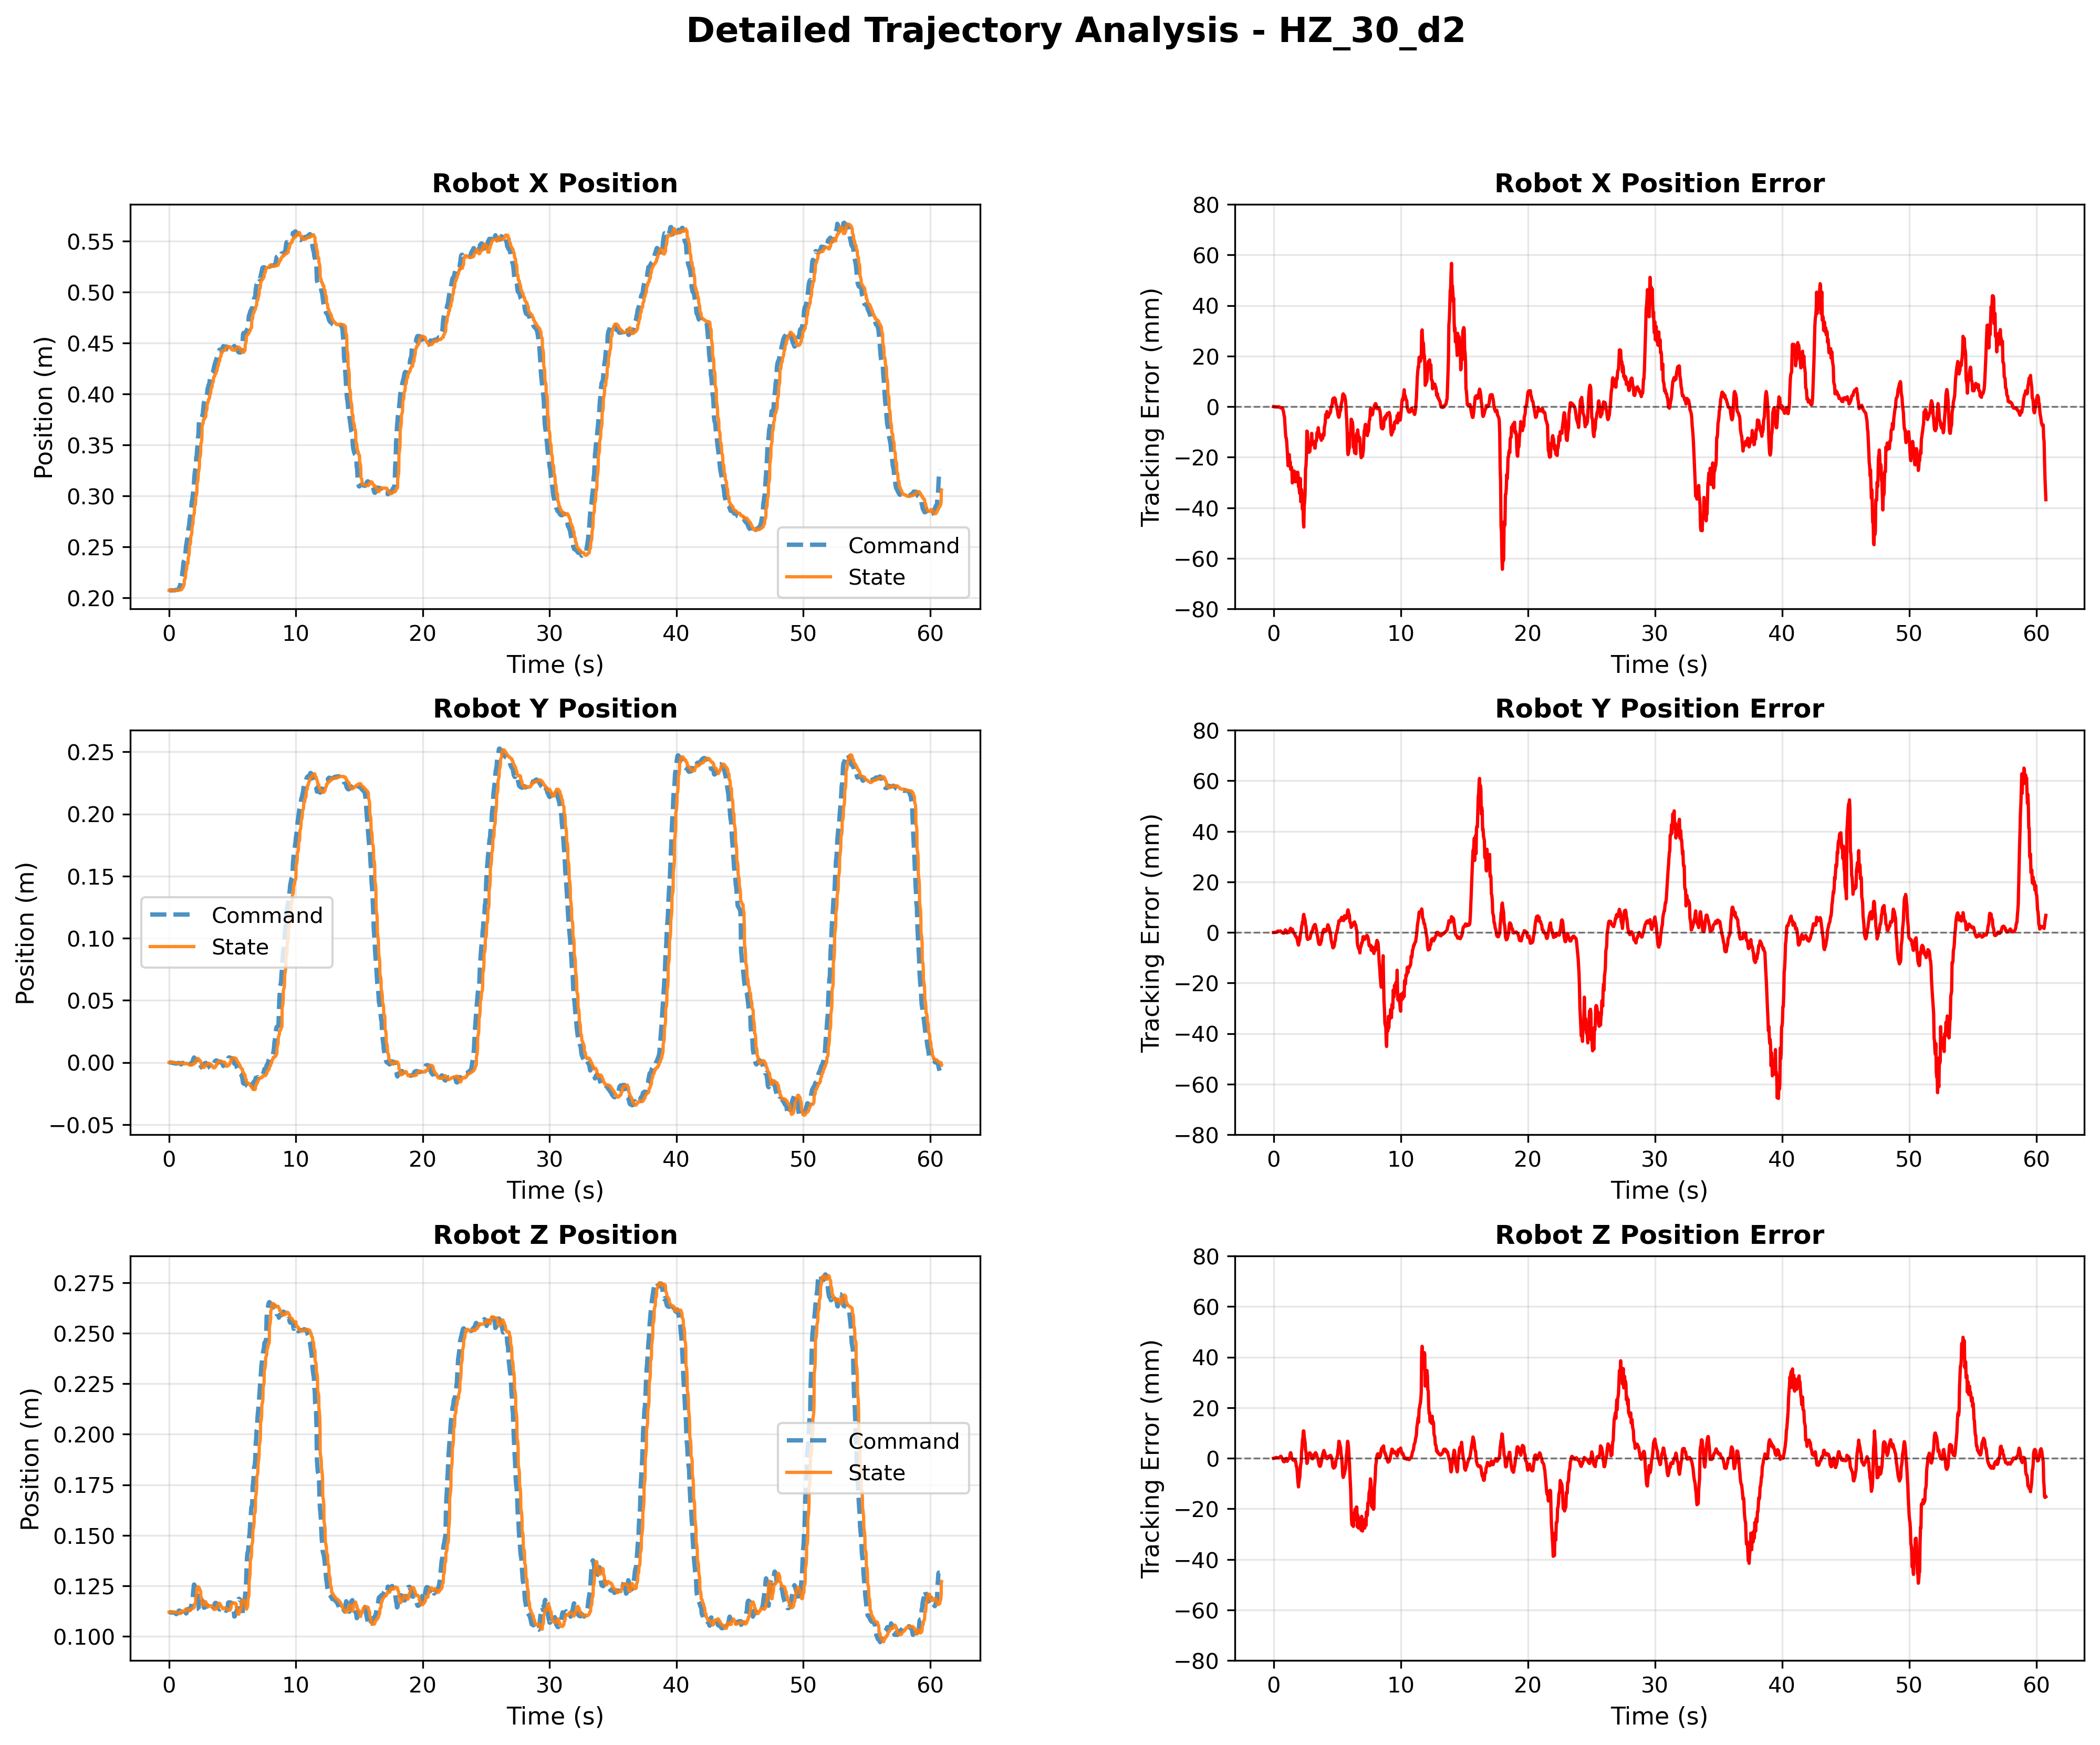 Detailed Trajectory Analysis - HZ_30_d2
Robot X Position
Position (m)
0.55
0.50
0.45
0.40
0.35
0.30
0.25
0.20
Command
State
0 10 20 30 40 50 60
Time (s)
Robot X Position Error
Tracking Error (mm)
80
60
40
20
0
−20
−40
−60
−80
0 10 20 30 40 50 60
Time (s)
Robot Y Position
Position (m)
0.25
0.20
0.15
0.10
0.05
0.00
−0.05
Command
State
0 10 20 30 40 50 60
Time (s)
Robot Y Position Error
Tracking Error (mm)
80
60
40
20
0
−20
−40
−60
−80
0 10 20 30 40 50 60
Time (s)
Robot Z Position
Position (m)
0.275
0.250
0.225
0.200
0.175
0.150
0.125
0.100
Command
State
0 10 20 30 40 50 60
Time (s)
Robot Z Position Error
Tracking Error (mm)
80
60
40
20
0
−20
−40
−60
−80
0 10 20 30 40 50 60
Time (s)